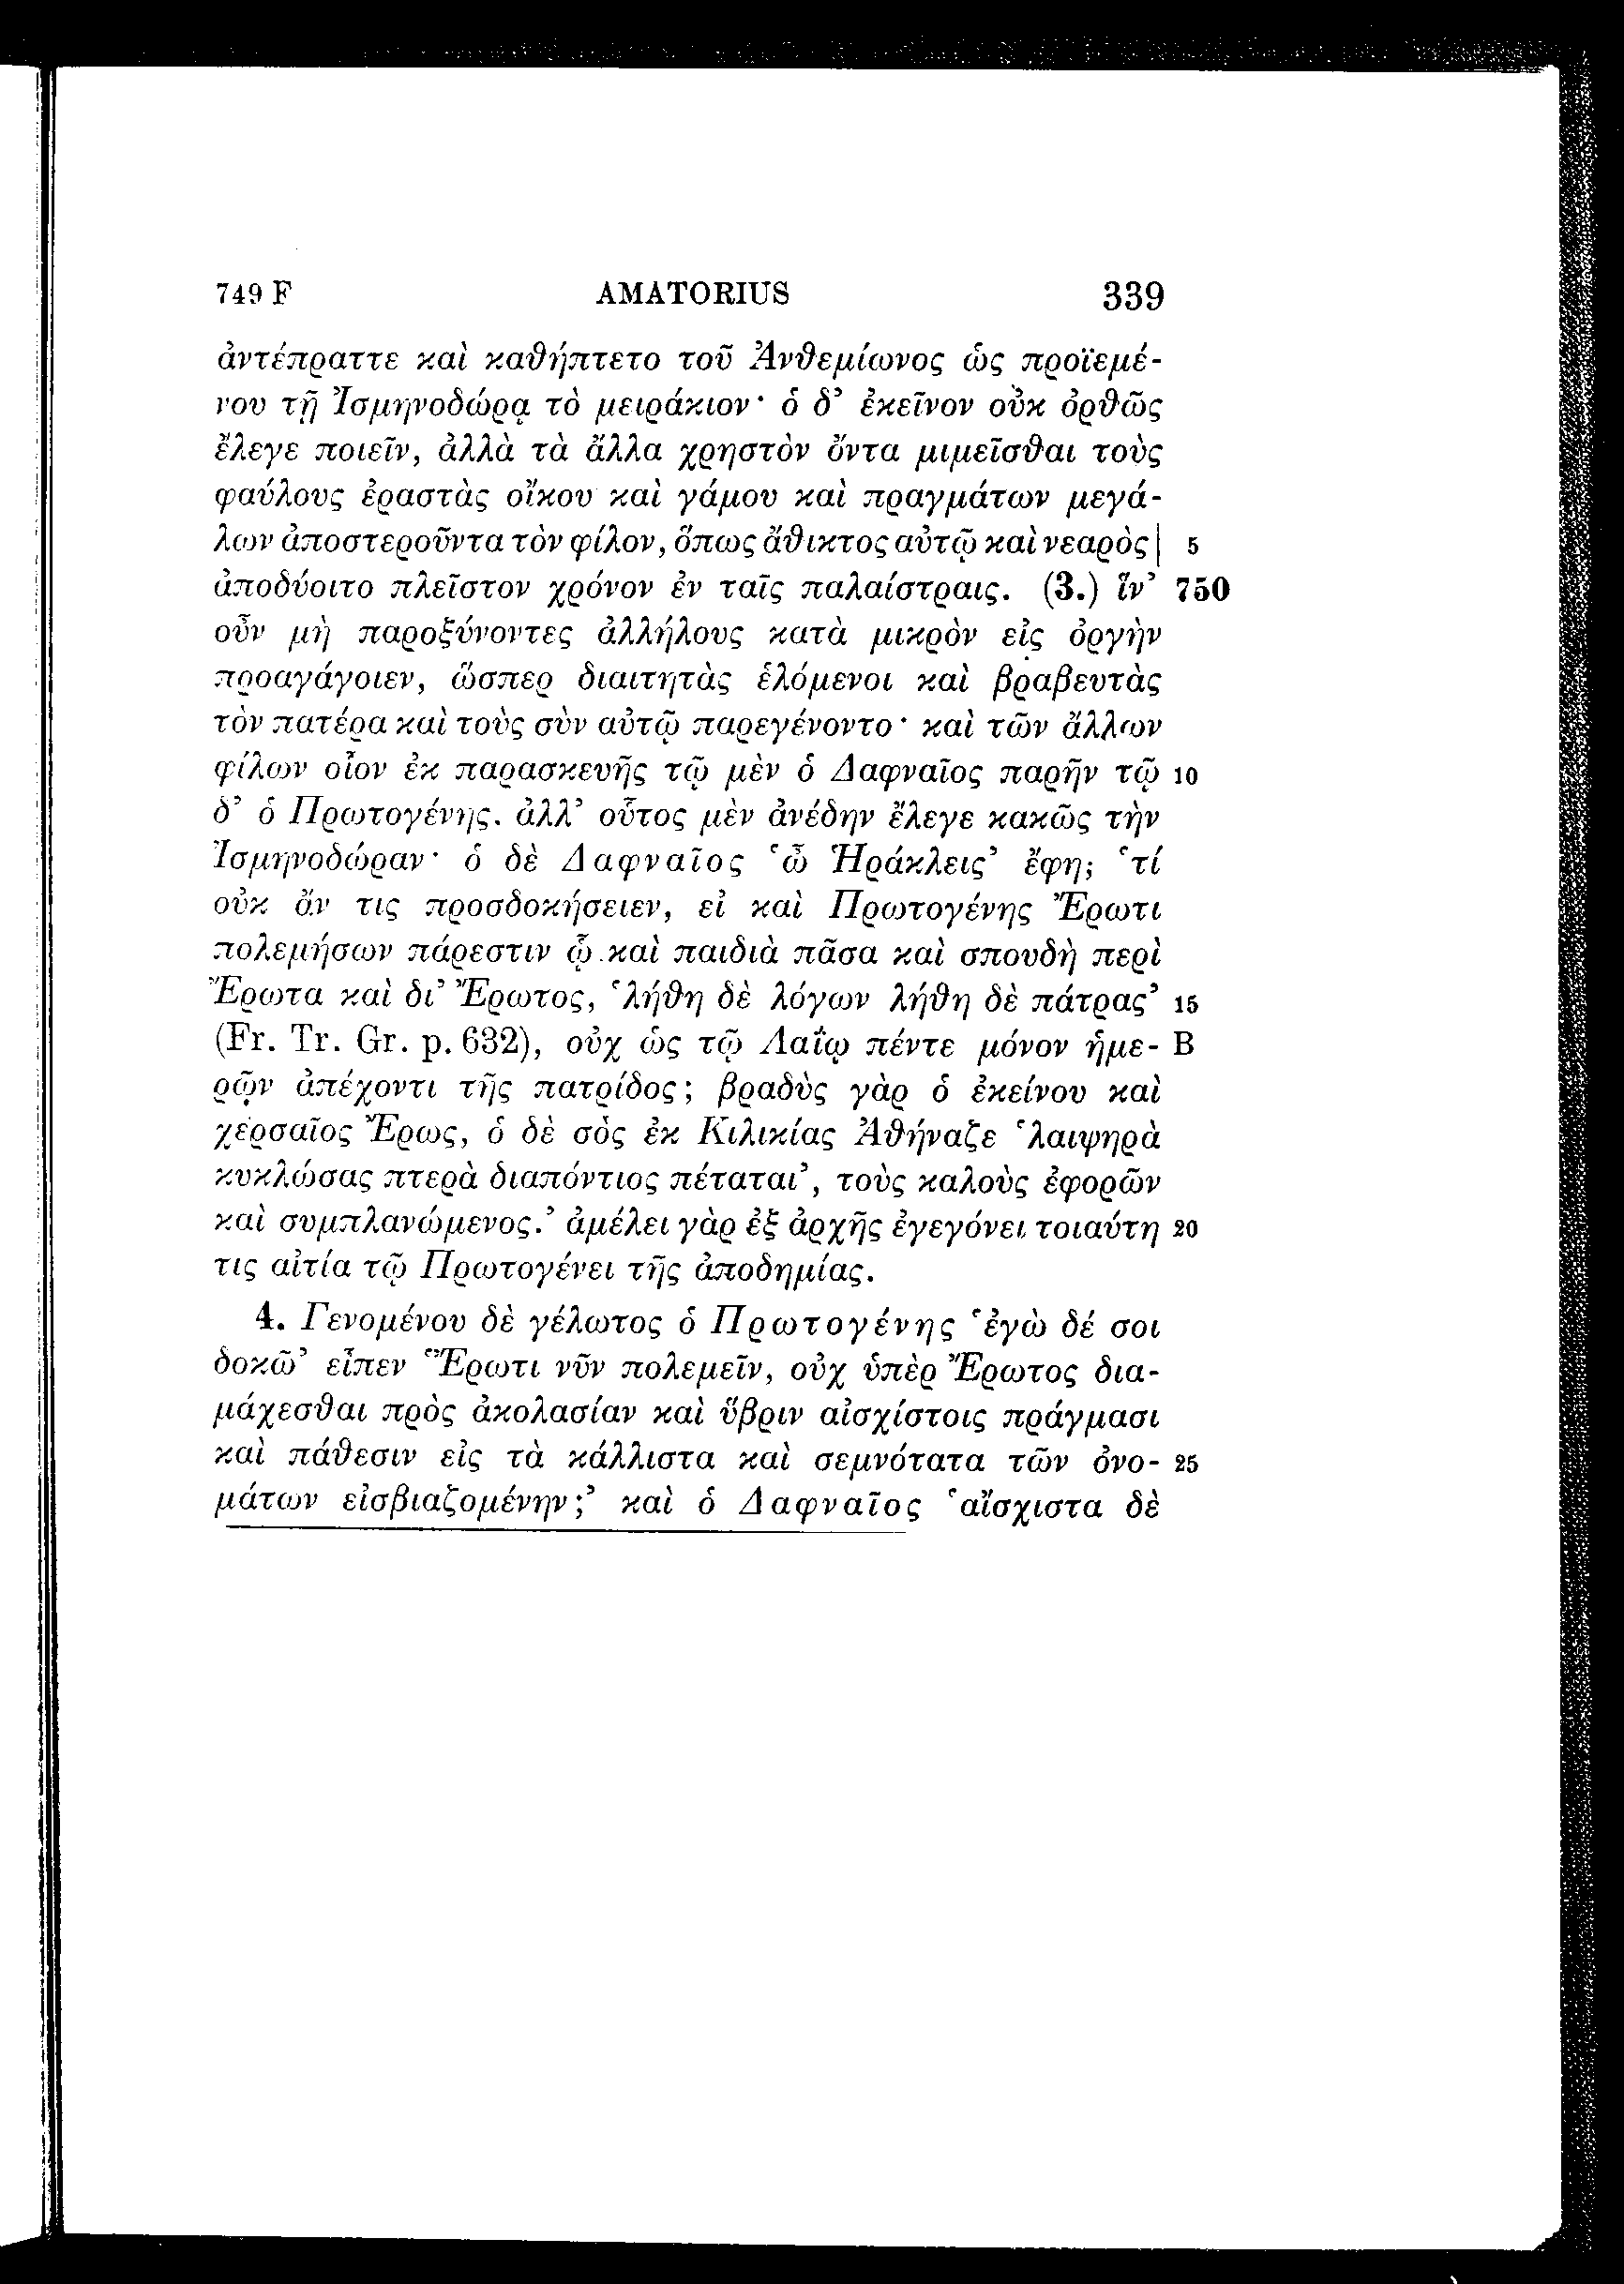 749 F AMATORIUS 339
ἀντέπραττε καὶ καθήπτετο τοῦ Ἀνθεμίωνος ὡς προϊεμέ-
νου τῇ Ἰσμηνοδώρᾳ τὸ μειράκιον· ὁ δ’ ἐκεῖνον οὐκ ὀρθῶς
ἔλεγε ποιεῖν, ἀλλὰ τὰ ἄλλα χρηστὸν ὄντα μιμεῖσθαι τοὺς
φαύλους ἐραστὰς οἴκου καὶ γάμου καὶ πραγμάτων μεγά-
λων ἀποστεροῦντα τὸν φίλον, ὅπως ἄθικτος αὐτῷ καὶ νεαρὸς | 5
ἀποδύοιτο πλεῖστον χρόνον ἐν ταῖς παλαίστραις. (3.) ἵν’ 750
οὖν μὴ παροξύνοντες ἀλλήλους κατὰ μικρὸν εἰς ὀργὴν
προαγάγοιεν, ὥσπερ διαιτητὰς ἑλόμενοι καὶ βραβευτὰς
τὸν πατέρα καὶ τοὺς σὺν αὐτῷ παρεγένοντο· καὶ τῶν ἄλλων
φίλων οἷον ἐκ παρασκευῆς τῷ μὲν ὁ Δαφναῖος παρῆν τῷ 10
δ’ ὁ Πρωτογένης. ἀλλ’ οὗτος μὲν ἀνέδην ἔλεγε κακῶς τὴν
Ἰσμηνοδώραν· ὁ δὲ Δαφναῖος ‘ὦ Ἡράκλεις’ ἔφη; ‘τί
οὐκ ἄν τις προσδοκήσειεν, εἰ καὶ Πρωτογένης Ἔρωτι
πολεμήσων πάρεστιν ᾧ καὶ παιδιὰ πᾶσα καὶ σπουδὴ περὶ
Ἔρωτα καὶ δι’ Ἔρωτος, ‘λήθη δὲ λόγων λήθη δὲ πάτρας’ 15
(Fr. Tr. Gr. p. 632), οὐχ ὡς τῷ Λαΐῳ πέντε μόνον ἡμε- B
ρῶν ἀπέχοντι τῆς πατρίδος; βραδὺς γὰρ ὁ ἐκείνου καὶ
χερσαῖος Ἔρως, ὁ δὲ σὸς ἐκ Κιλικίας Ἀθήναζε ‘λαιψηρὰ
κυκλώσας πτερὰ διαπόντιος πέταται’, τοὺς καλοὺς ἐφορῶν
καὶ συμπλανώμενος.’ ἀμέλει γὰρ ἐξ ἀρχῆς ἐγεγόνει τοιαύτη 20
τις αἰτία τῷ Πρωτογένει τῆς ἀποδημίας.
4. Γενομένου δὲ γέλωτος ὁ Πρωτογένης ‘ἐγὼ δέ σοι
δοκῶ’ εἶπεν ‘Ἔρωτι νῦν πολεμεῖν, οὐχ ὑπὲρ Ἔρωτος δια-
μάχεσθαι πρὸς ἀκολασίαν καὶ ὕβριν αἰσχίστοις πράγμασι
καὶ πάθεσιν εἰς τὰ κάλλιστα καὶ σεμνότατα τῶν ὀνο- 25
μάτων εἰσβιαζομένην;’ καὶ ὁ Δαφναῖος ‘αἴσχιστα δὲ